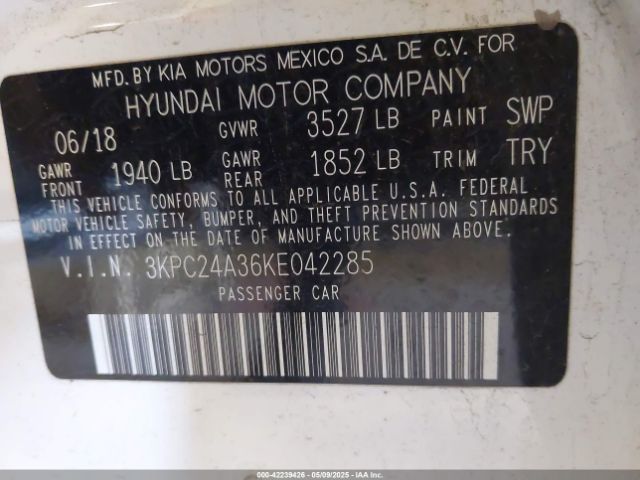 MFD. BY KIA MOTORS MEXICO S.A. DE C.V. FOR
HYUNDAI MOTOR COMPANY
06/18 GVWR 3527 LB PAINT SWP
GAWR FRONT 1940 LB GAWR REAR 1852 LB TRIM TRY
THIS VEHICLE CONFORMS TO ALL APPLICABLE U.S.A. FEDERAL
MOTOR VEHICLE SAFETY, BUMPER, AND THEFT PREVENTION STANDARDS
IN EFFECT ON THE DATE OF MANUFACTURE SHOWN ABOVE.
V.I.N. 3KPC24A36KE042285
PASSENGER CAR
000-42239426 - 05/09/2025 - IAA Inc.